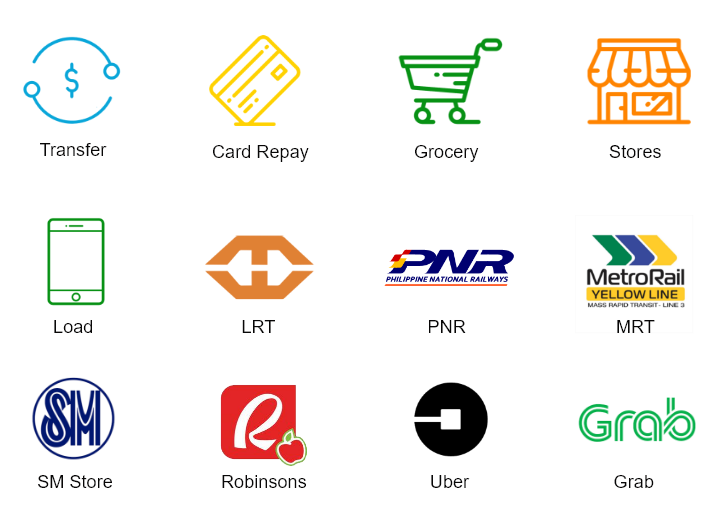 $
Transfer
Card Repay
Grocery
Stores
PNR
PHILIPPINE NATIONAL RAILWAYS
MetroRail
YELLOW LINE
MASS RAPID TRANSIT - LINE 3
Load
LRT
PNR
MRT
SM
R
Grab
SM Store
Robinsons
Uber
Grab